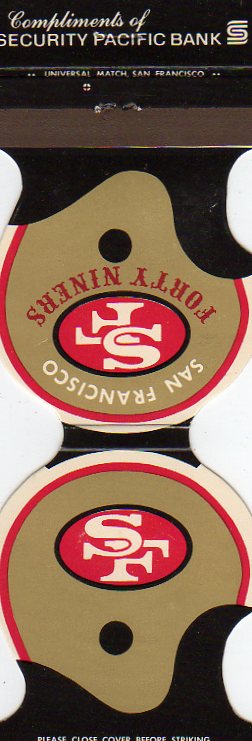 Compliments of
SECURITY PACIFIC BANK
UNIVERSAL MATCH, SAN FRANCISCO
FORTY NINERS
SF
SAN FRANCISCO
SF
PLEASE CLOSE COVER BEFORE STRIKING